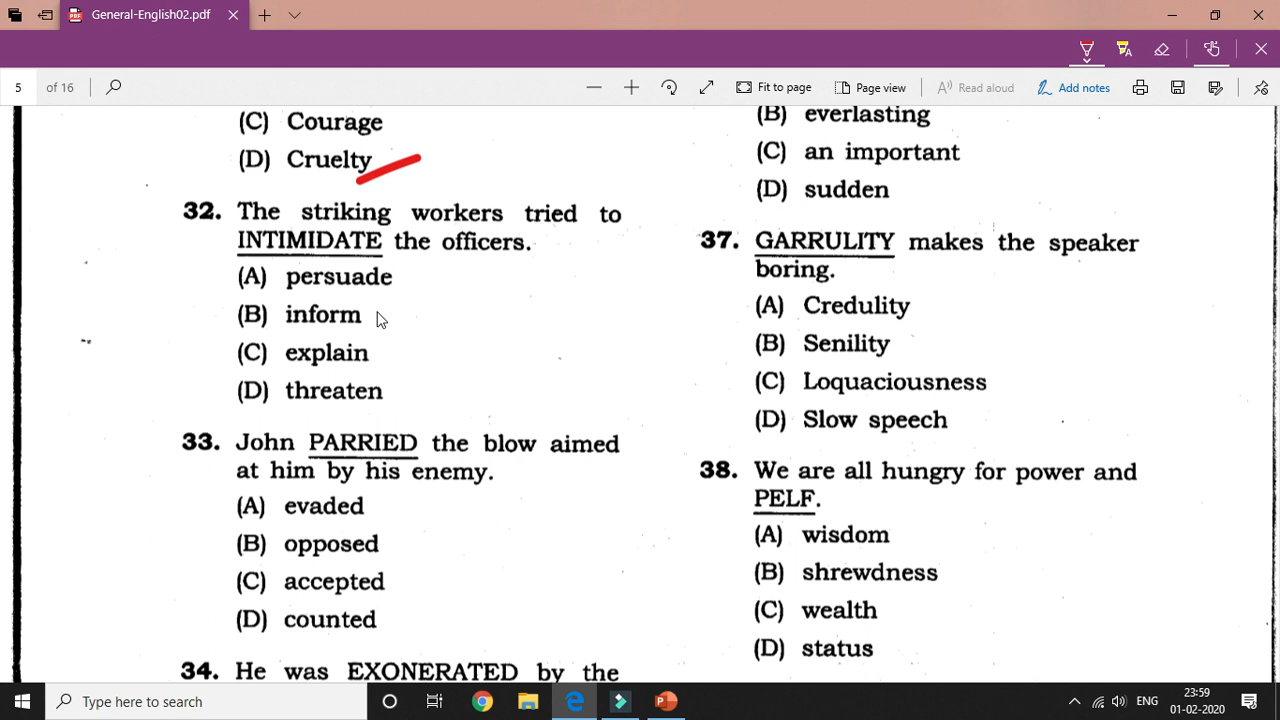 General-English02.pdf
5 of 16
Fit to page
Page view
Read aloud
Add notes
(C) Courage
(D) Cruelty
32. The striking workers tried to
INTIMIDATE the officers.
(A) persuade
(B) inform
(C) explain
(D) threaten
33. John PARRIED the blow aimed
at him by his enemy.
(A) evaded
(B) opposed
(C) accepted
(D) counted
34. He was EXONERATED by the
(B) everlasting
(C) an important
(D) sudden
37. GARRULITY makes the speaker
boring.
(A) Credulity
(B) Senility
(C) Loquaciousness
(D) Slow speech
38. We are all hungry for power and
PELF.
(A) wisdom
(B) shrewdness
(C) wealth
(D) status
Type here to search
ENG
23:59
01-02-2020